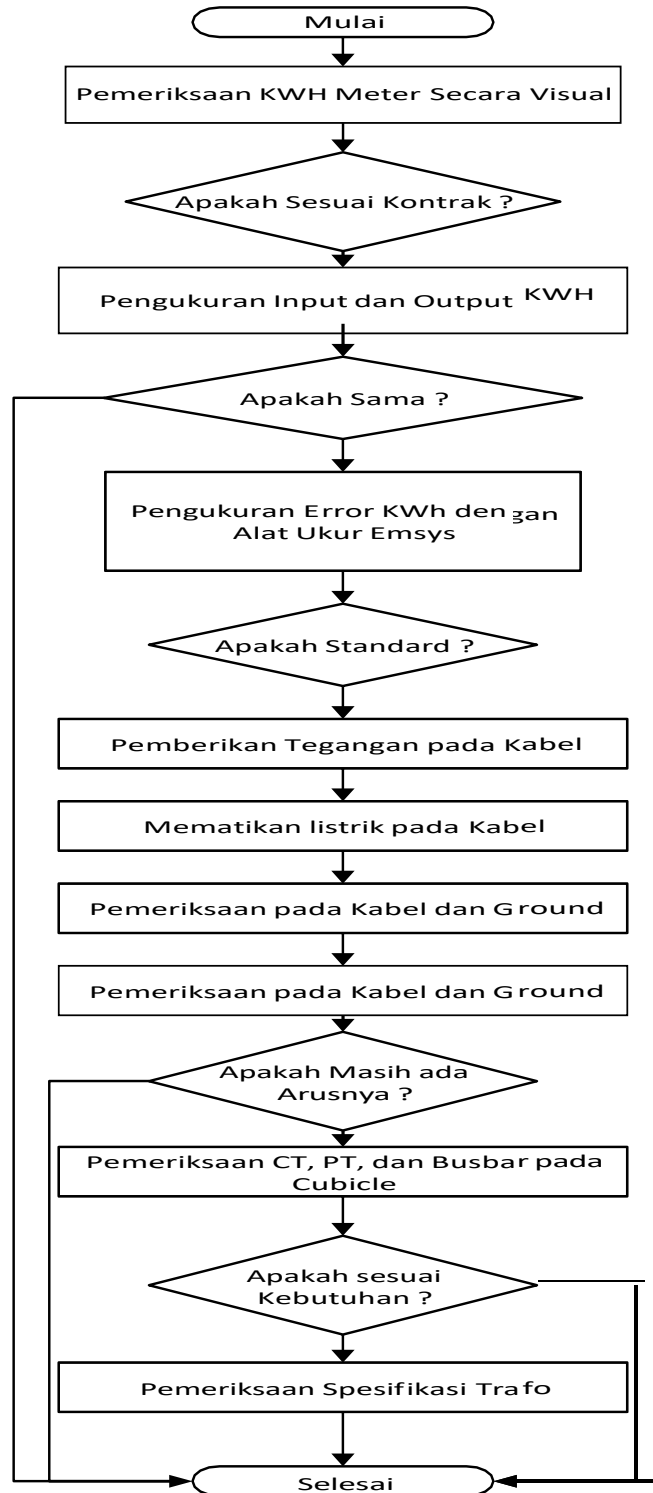 Mulai
Pemeriksaan KWH Meter Secara Visual
Apakah Sesuai Kontrak ?
Pengukuran Input dan Output KWH
Apakah Sama ?
Pengukuran Error KWh dengan
Alat Ukur Emsys
Apakah Standard ?
Pemberikan Tegangan pada Kabel
Mematikan listrik pada Kabel
Pemeriksaan pada Kabel dan Ground
Pemeriksaan pada Kabel dan Ground
Apakah Masih ada
Arusnya ?
Pemeriksaan CT, PT, dan Busbar pada
Cubicle
Apakah sesuai
Kebutuhan ?
Pemeriksaan Spesifikasi Trafo
Selesai